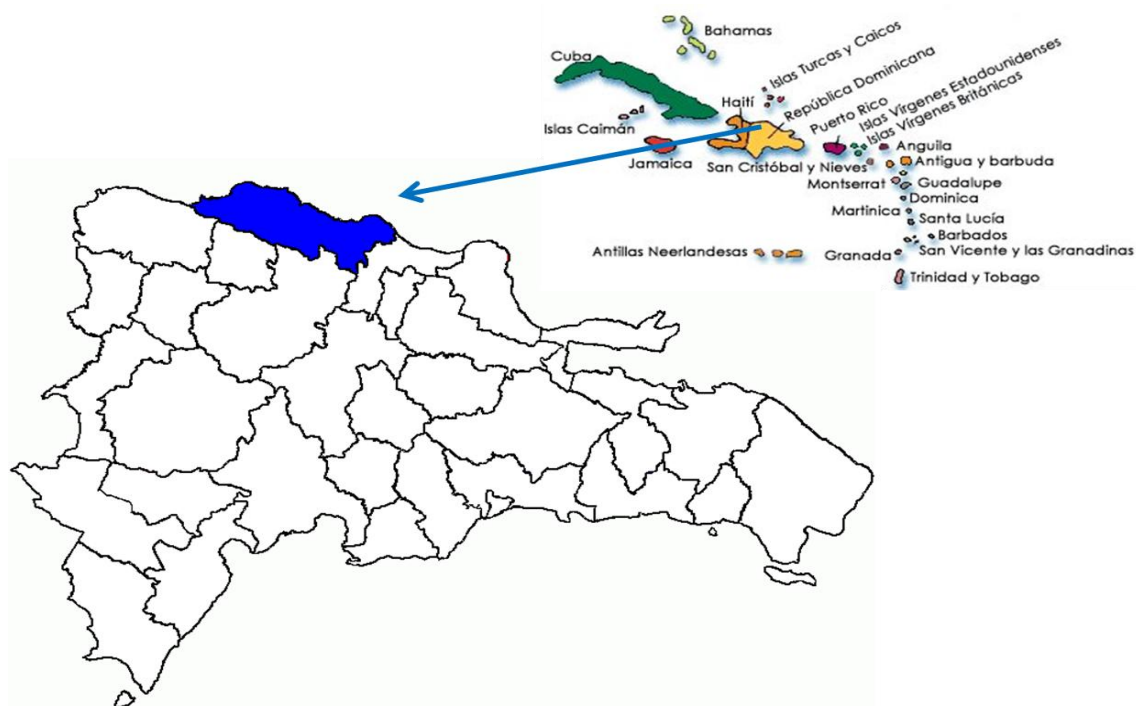 Bahamas
Cuba
Islas Turcas y Caicos
República Dominicana
Haití
Puerto Rico
Islas Vírgenes Estadounidenses
Islas Vírgenes Británicas
Islas Caimán
Jamaica
San Cristóbal y Nieves
Anguila
Antigua y barbuda
Montserrat
Guadalupe
Dominica
Martinica
Santa Lucía
Barbados
Antillas Neerlandesas
Granada
San Vicente y las Granadinas
Trinidad y Tobago